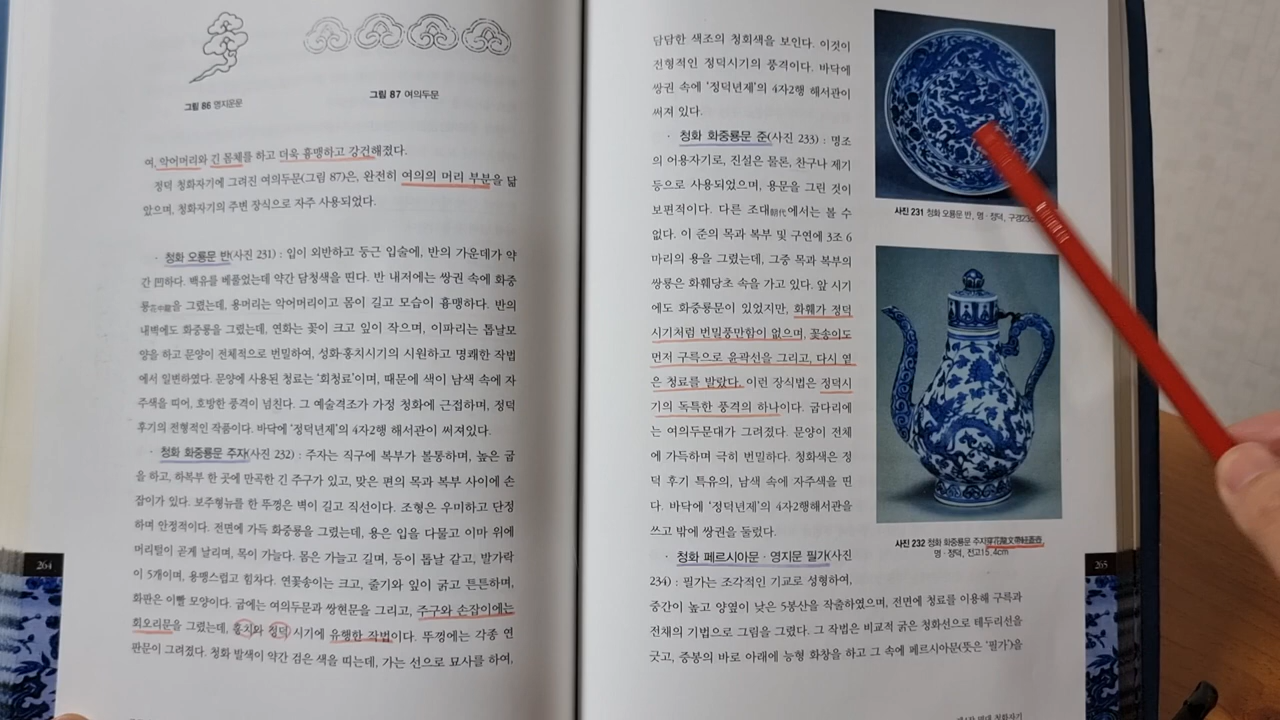 그림 86 명지운문
그림 87 여의두문
여, 악어머리와 긴 몸체를 하고 더욱 흉맹하고 강건해졌다.
정덕 청화자기에 그려진 여의두문(그림 87)은, 완전히 여의의 머리 부분을 닮
았으며, 청화자기의 주변 장식으로 자주 사용되었다.
· 청화 오룡문 반(사진 231) : 입이 외반하고 둥근 입술에, 반의 가운데가 약
간 凹하다. 백유를 베풀었는데 약간 담청색을 띤다. 반 내저에는 쌍권 속에 화중
룡花中龍을 그렸는데, 용머리는 악어머리이고 몸이 길고 모습이 흉맹하다. 반의
내벽에도 화중룡을 그렸는데, 연화는 꽃이 크고 잎이 작으며, 이파리는 톱날모
양을 하고 문양이 전체적으로 번밀하여, 성화·홍치시기의 시원하고 명쾌한 작법
에서 일변하였다. 문양에 사용된 청료는 '회청료'이며, 때문에 색이 남색 속에 자
주색을 띠어, 호방한 풍격이 넘친다. 그 예술격조가 가정 청화에 근접하며, 정덕
후기의 전형적인 작품이다. 바닥에 '정덕년제'의 4자2행 해서관이 써져있다.
· 청화 화중룡문 주자(사진 232) : 주자는 직구에 복부가 볼통하며, 높은 굽
을 하고, 하복부 한 곳에 만곡한 긴 주구가 있고, 맞은 편의 목과 복부 사이에 손
잡이가 있다. 보주형뉴를 한 뚜껑은 벽이 길고 직선이다. 조형은 우미하고 단정
하며 안정적이다. 전면에 가득 화중룡을 그렸는데, 용은 입을 다물고 이마 위에
머리털이 곧게 날리며, 목이 가늘다. 몸은 가늘고 길며, 등이 톱날 같고, 발가락
이 5개이며, 용맹스럽고 힘차다. 연꽃송이는 크고, 줄기와 잎이 굵고 튼튼하며,
화판은 이빨 모양이다. 굽에는 여의두문과 쌍현문을 그리고, 주구와 손잡이에는
회오리문을 그렸는데, 홍치와 정덕 시기에 유행한 작법이다. 뚜껑에는 각종 연
판문이 그려졌다. 청화 발색이 약간 검은 색을 띠는데, 가는 선으로 묘사를 하여,
264
담담한 색조의 청회색을 보인다. 이것이
전형적인 정덕시기의 풍격이다. 바닥에
쌍권 속에 '정덕년제'의 4자2행 해서관이
써져 있다.
· 청화 화중룡문 준(사진 233) : 명조
의 어용자기로, 진설은 물론, 찬구나 제기
등으로 사용되었으며, 용문을 그린 것이
보편적이다. 다른 조대朝代에서는 볼 수
없다. 이 준의 목과 복부 및 구연에 3조 6
마리의 용을 그렸는데, 그중 목과 복부의
쌍룡은 화훼당초 속을 가고 있다. 앞 시기
에도 화중룡문이 있었지만, 화훼가 정덕
시기처럼 번밀풍만함이 없으며, 꽃송이도
먼저 구륵으로 윤곽선을 그리고, 다시 옅
은 청료를 발랐다. 이런 장식법은 정덕시
기의 독특한 풍격의 하나이다. 굽다리에
는 여의두문대가 그려졌다. 문양이 전체
에 가득하며 극히 번밀하다. 청화색은 정
덕 후기 특유의, 남색 속에 자주색을 띤
다. 바닥에 '정덕년제'의 4자2행 해서관을
쓰고 밖에 쌍권을 둘렀다.
· 청화 페르시아문·영지문 필가(사진
234) : 필가는 조각적인 기교로 성형하여,
중간이 높고 양옆이 낮은 5봉산을 작출하였으며, 전면에 청료를 이용해 구륵과
전채의 기법으로 그림을 그렸다. 그 작법은 비교적 굵은 청화선으로 테두리선을
긋고, 중봉의 바로 아래에 능형 화창을 하고 그 속에 페르시아문(뜻은 '필가')을
사진 231 청화 오룡문 반, 명·정덕, 구경23
사진 232 청화 화중룡문 주자
명·정덕, 전고15.4cm
265